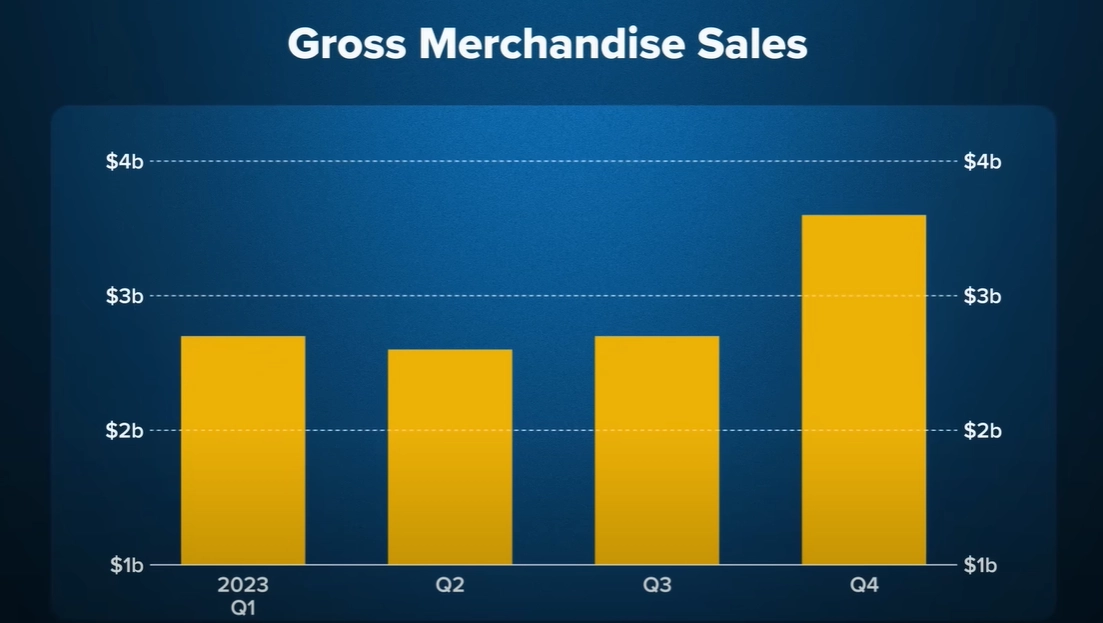 Gross Merchandise Sales
$4b $4b
$3b $3b
$2b $2b
$1b $1b
2023 Q2 Q3 Q4
Q1